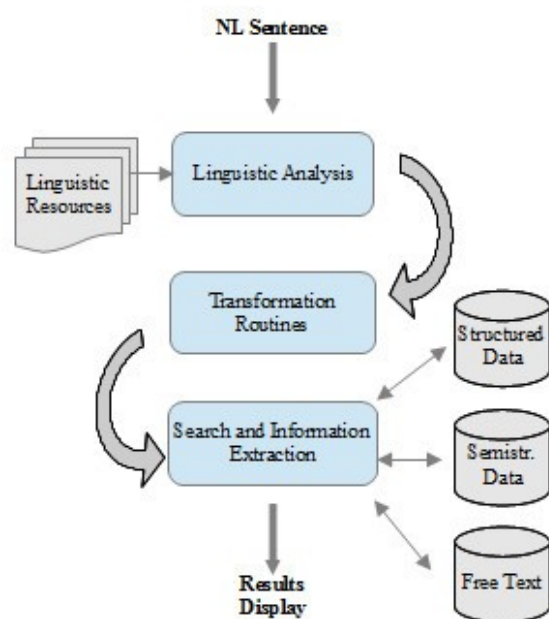 NL Sentence
Linguistic Analysis
Linguistic
Resources
Transformation
Routines
Structured
Data
Search and Information
Extraction
Semistr.
Data
Free Text
Results
Display